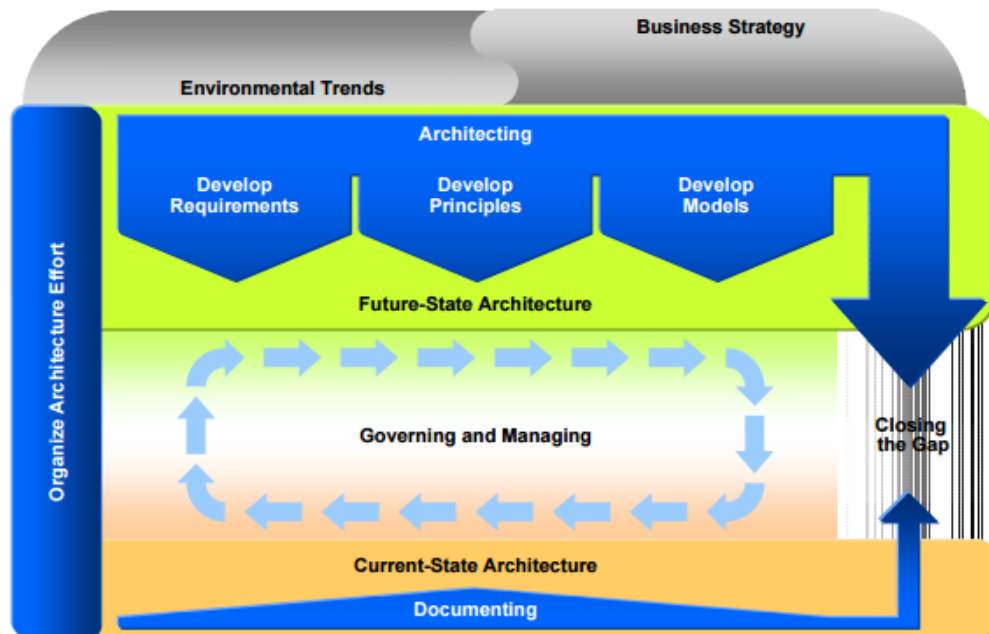 Business Strategy
Environmental Trends
Organize Architecture Effort
Architecting
Develop
Requirements
Develop
Principles
Develop
Models
Future-State Architecture
Governing and Managing
Closing
the Gap
Current-State Architecture
Documenting